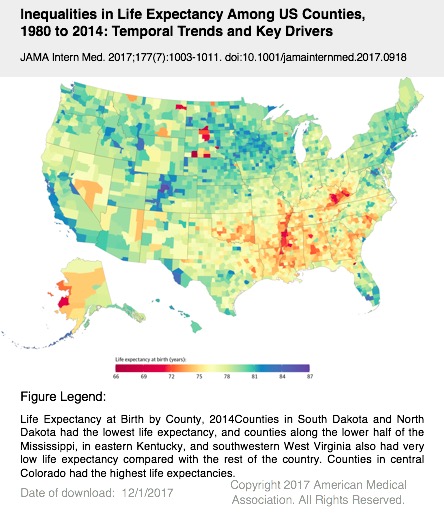 Inequalities in Life Expectancy Among US Counties,
1980 to 2014: Temporal Trends and Key Drivers
JAMA Intern Med. 2017;177(7):1003-1011. doi:10.1001/jamainternmed.2017.0918
Life expectancy at birth (years)
66 69 72 75 78 81 84 87
Figure Legend:
Life Expectancy at Birth by County, 2014Counties in South Dakota and North
Dakota had the lowest life expectancy, and counties along the lower half of the
Mississippi, in eastern Kentucky, and southwestern West Virginia also had very
low life expectancy compared with the rest of the country. Counties in central
Colorado had the highest life expectancies.
Date of download: 12/1/2017
Copyright 2017 American Medical
Association. All Rights Reserved.